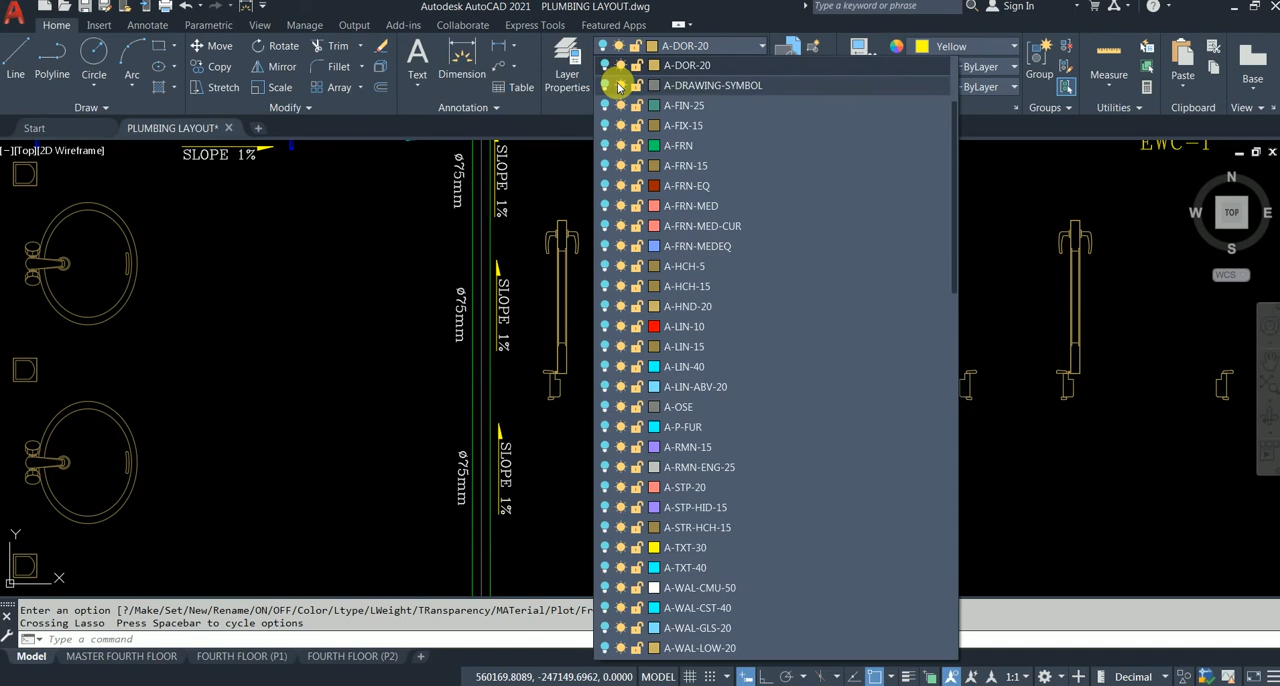 Autodesk AutoCAD 2021 PLUMBING LAYOUT.dwg
Type a keyword or phrase
Sign In
Home Insert Annotate Parametric View Manage Output Add-ins Collaborate Express Tools Featured Apps
Line
Polyline
Circle
Arc
Move
Copy
Stretch
Rotate
Mirror
Scale
Trim
Fillet
Array
Text
Dimension
Table
Layer
Properties
A-DOR-20
Yellow
ByLayer
ByLayer
Group
Measure
Paste
Base
Draw
Modify
Annotation
Groups
Utilities
Clipboard
View
Start
PLUMBING LAYOUT*
[−][Top][2D Wireframe]
SLOPE 1%
ø75mm
SLOPE 1%
ø75mm
SLOPE 1%
ø75mm
SLOPE 1%
A-DOR-20
A-DRAWING-SYMBOL
A-FIN-25
A-FIX-15
A-FRN
A-FRN-15
A-FRN-EQ
A-FRN-MED
A-FRN-MED-CUR
A-FRN-MEDEQ
A-HCH-5
A-HCH-15
A-HND-20
A-LIN-10
A-LIN-15
A-LIN-40
A-LIN-ABV-20
A-OSE
A-P-FUR
A-RMN-15
A-RMN-ENG-25
A-STP-20
A-STP-HID-15
A-STR-HCH-15
A-TXT-30
A-TXT-40
A-WAL-CMU-50
A-WAL-CST-40
A-WAL-GLS-20
A-WAL-LOW-20
EWC-1
N
W
TOP
E
S
WCS
Y
X
Enter an option [?/Make/Set/New/Rename/ON/OFF/Color/Ltype/LWeight/TRansparency/MATerial/Plot/Fr
Crossing Lasso Press Spacebar to cycle options
Type a command
Model MASTER FOURTH FLOOR FOURTH FLOOR (P1) FOURTH FLOOR (P2)
560169.8089, -247149.6962, 0.0000 MODEL
1:1
Decimal